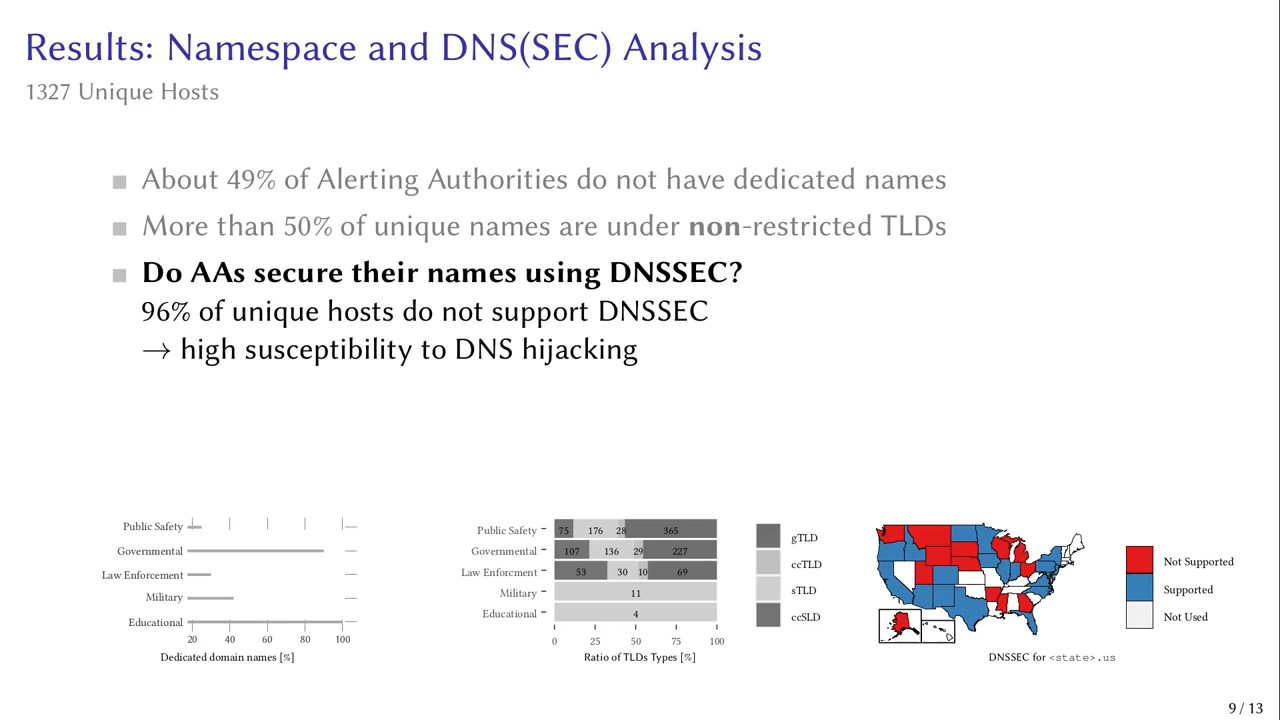 Results: Namespace and DNS(SEC) Analysis
1327 Unique Hosts
About 49% of Alerting Authorities do not have dedicated names
More than 50% of unique names are under non-restricted TLDs
Do AAs secure their names using DNSSEC?
96% of unique hosts do not support DNSSEC
→ high susceptibility to DNS hijacking
Public Safety
Governmental
Law Enforcement
Military
Educational
20 40 60 80 100
Dedicated domain names [%]
Public Safety 75 176 28 365
Governmental 107 136 29 227
Law Enforcment 53 30 10 69
Military 11
Educational 4
0 25 50 75 100
Ratio of TLDs Types [%]
gTLD
ccTLD
sTLD
ccSLD
Not Supported
Supported
Not Used
DNSSEC for <state>.us
9 / 13